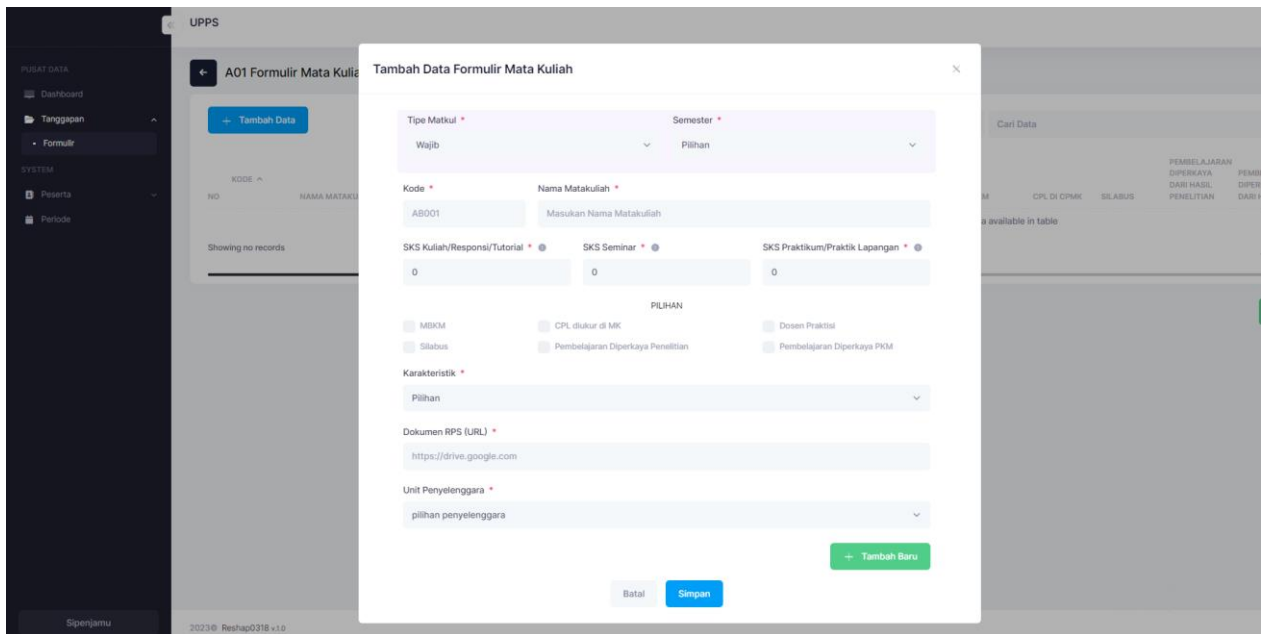 UPPS
PUSAT DATA
Dashboard
Tanggapan
Formulir
SYSTEM
Peserta
Periode
Sipenjamu
A01 Formulir Mata Kulia
+ Tambah Data
Cari Data
NO
KODE
NAMA MATAKU
M
CPL DI CPMK
SILABUS
PEMBELAJARAN
DIPERKAYA
DARI HASIL
PENELITIAN
PEMB
DIPER
DARI H
a available in table
Showing no records
Tambah Data Formulir Mata Kuliah
Tipe Matkul * Semester *
Wajib Pilihan
Kode * Nama Matakuliah *
AB001 Masukan Nama Matakuliah
SKS Kuliah/Responsi/Tutorial * SKS Seminar * SKS Praktikum/Praktik Lapangan *
0 0 0
PILIHAN
MBKM CPL diukur di MK Dosen Praktisi
Silabus Pembelajaran Diperkaya Penelitian Pembelajaran Diperkaya PKM
Karakteristik *
Pilihan
Dokumen RPS (URL) *
https://drive.google.com
Unit Penyelenggara *
pilihan penyelenggara
+ Tambah Baru
Batal Simpan
2023© Reshap0318 v.1.0